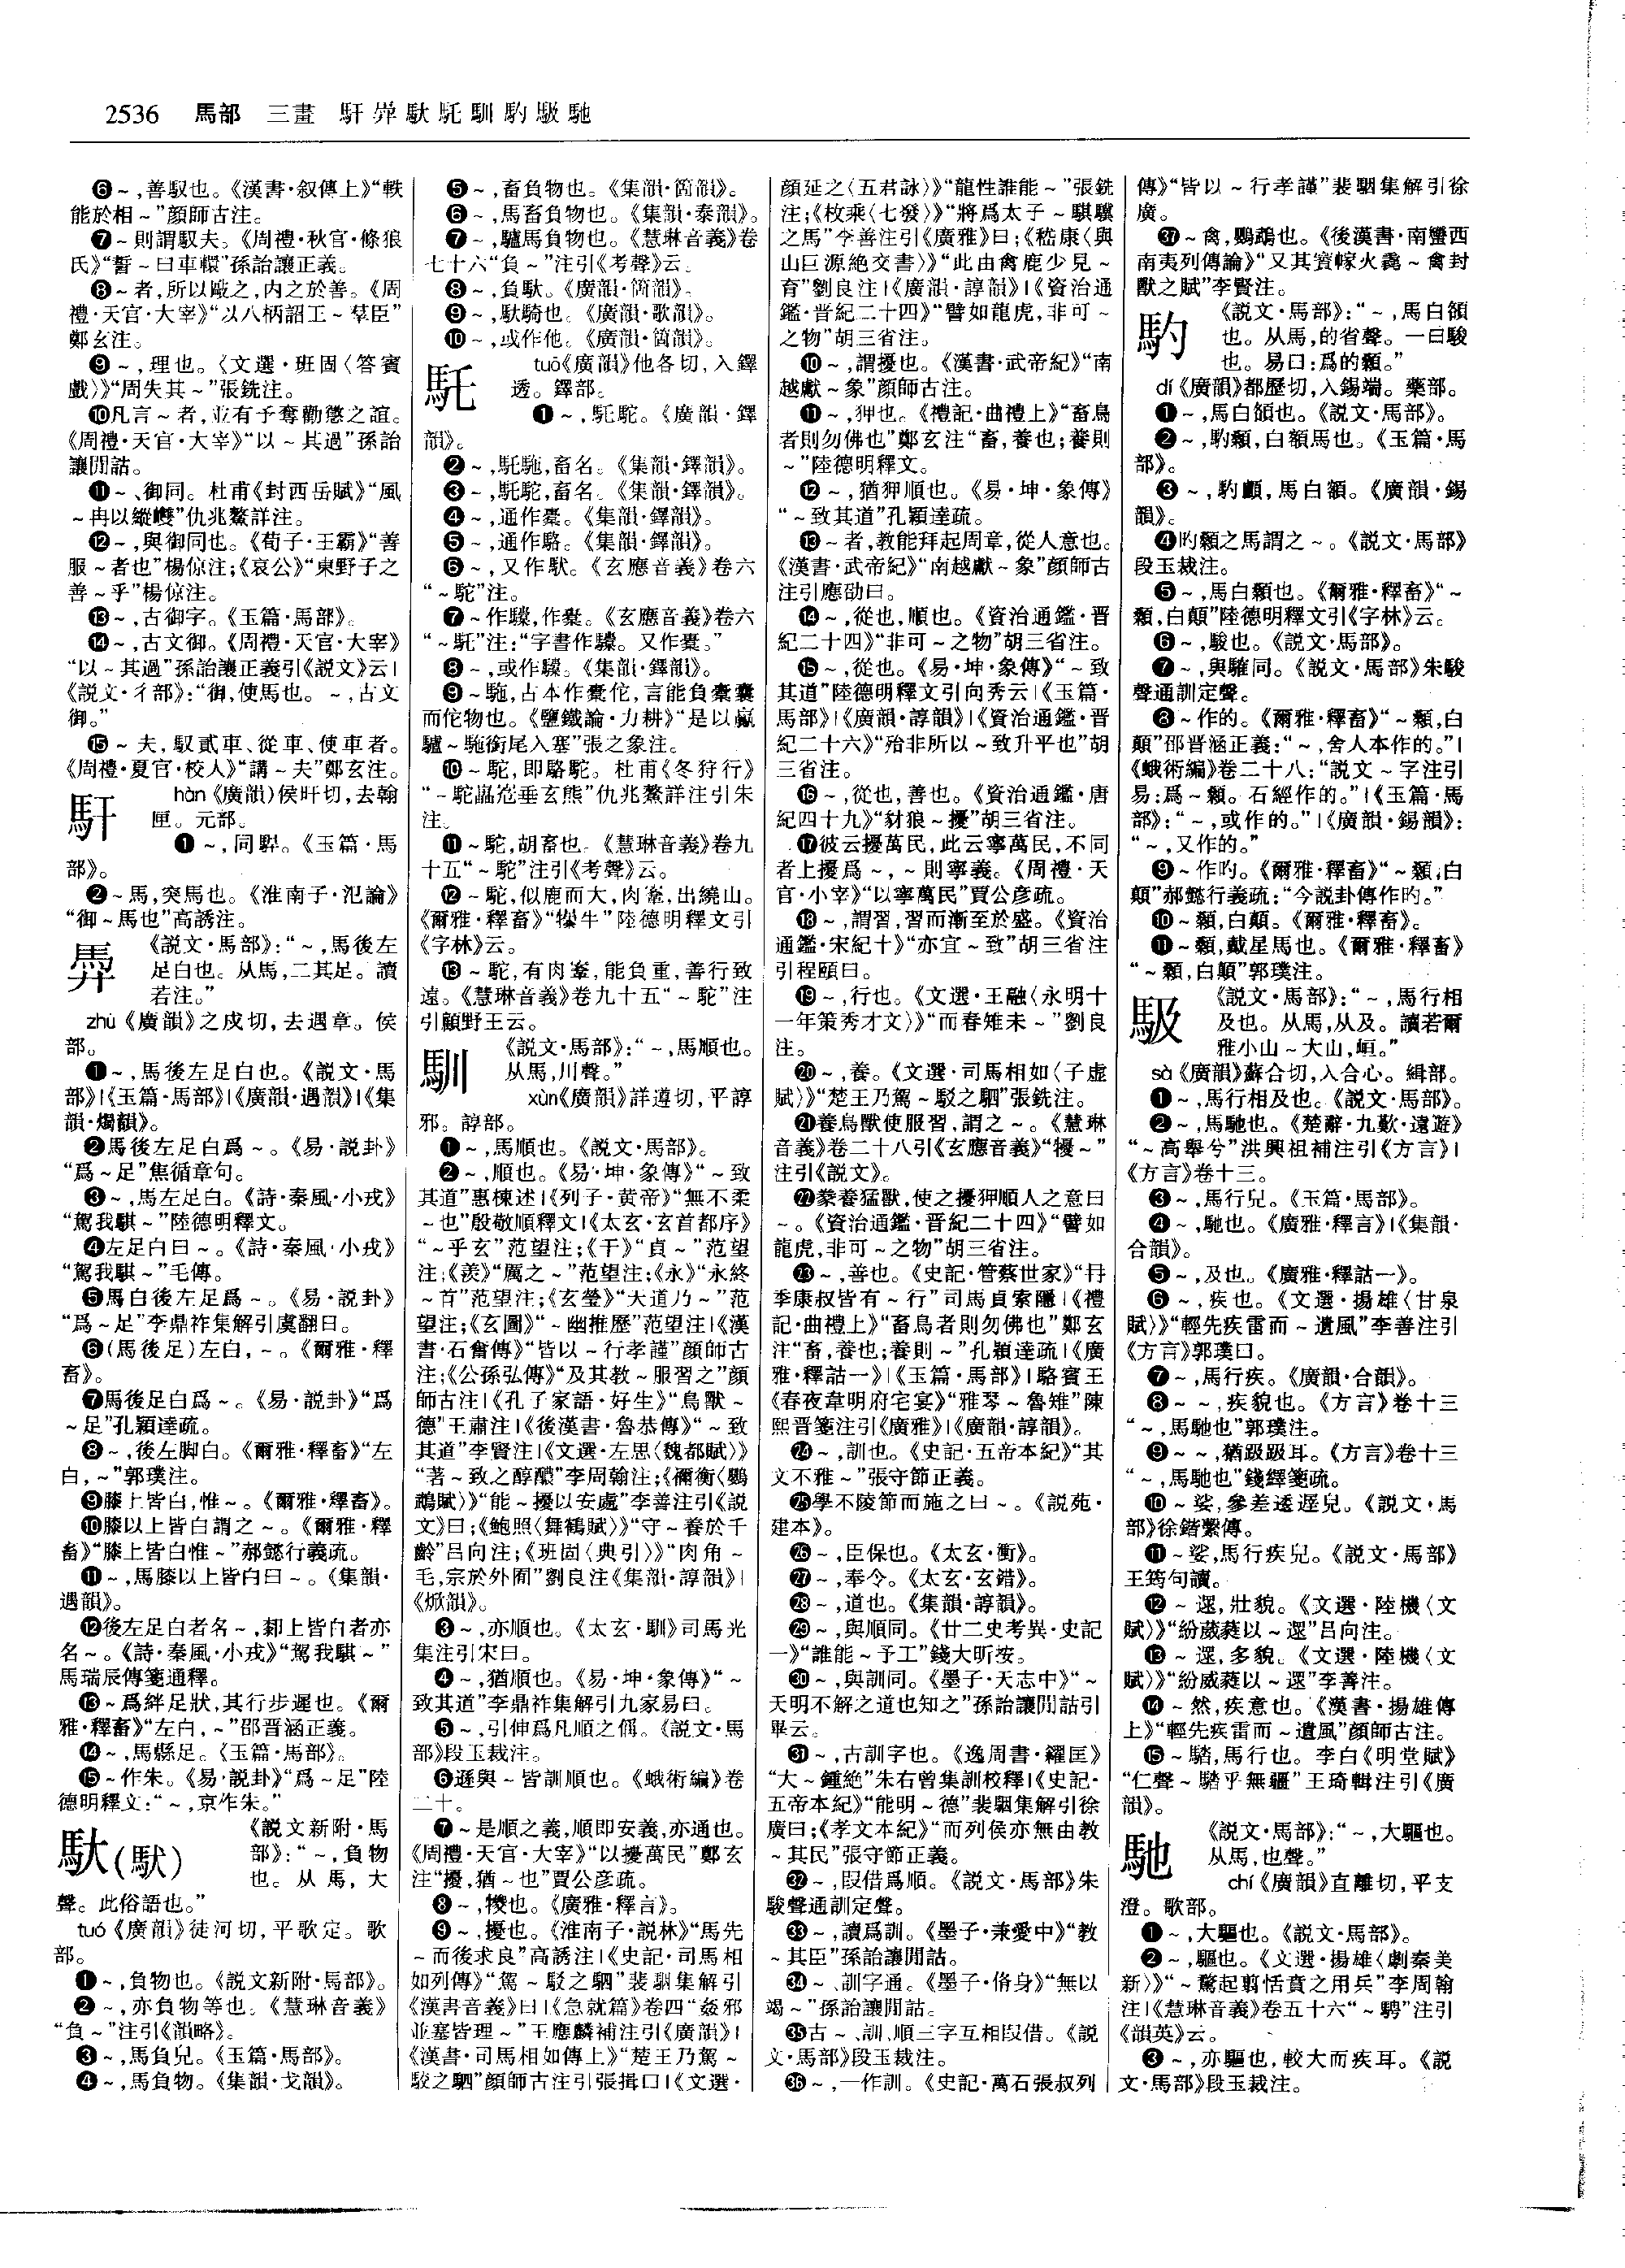 2536 馬部 三畫 馯馵馱馲馴馰馺馳
❻～,善馭也。《漢書·叙傳上》“軼
能於相～”顏師古注。
❼～則謂馭夫。《周禮·秋官·條狼
氏》“誓～曰車轘”孫詒讓正義。
❽～者,所以敺之,内之於善。《周
禮·天官·大宰》“以八柄詔王～羣臣”
鄭玄注。
❾～,理也。〈文選·班固〈答賓
戲〉》“周失其～”張銑注。
❿凡言～者,並有予奪勸懲之誼。
《周禮·天官·大宰》“以～其過”孫詒
讓閒詁。
⓫～、御同。杜甫《封西岳賦》“風
～冉以縱㩳”仇兆鰲詳注。
⓬～,與御同也。《荀子·王霸》“善
服～者也”楊倞注;《哀公》“東野子之
善～乎”楊倞注。
⓭～,古御字。《玉篇·馬部》。
⓮～,古文御。《周禮·天官·大宰》
“以～其過”孫詒讓正義引《説文》云|
《説文·彳部》:“御,使馬也。～,古文
御。”
⓯～夫,馭貳車、從車、使車者。
《周禮·夏官·校人》“講～夫”鄭玄注。
馯 hàn《廣韻》侯旰切,去翰
匣。元部。
❶～,同駻。《玉篇·馬
部》。
❷～馬,突馬也。《淮南子·氾論》
“御～馬也”高誘注。
馵 《説文·馬部》:“～,馬後左
足白也。从馬,二其足。讀
若注。”
zhù《廣韻》之戍切,去遇章。侯
部。
❶～,馬後左足白也。《説文·馬
部》|《玉篇·馬部》|《廣韻·遇韻》|《集
韻·燭韻》。
❷馬後左足白爲～。《易·説卦》
“爲～足”焦循章句。
❸～,馬左足白。《詩·秦風·小戎》
“駕我騏～”陸德明釋文。
❹左足白曰～。《詩·秦風·小戎》
“駕我騏～”毛傳。
❺馬白後左足爲～。《易·説卦》
“爲～足”李鼎祚集解引虞翻曰。
❻(馬後足)左白,～。《爾雅·釋
畜》。
❼馬後足白爲～。《易·説卦》“爲
～足”孔穎達疏。
❽～,後左脚白。《爾雅·釋畜》“左
白,～”郭璞注。
❾膝上皆白,惟～。《爾雅·釋畜》。
❿膝以上皆白謂之～。《爾雅·釋
畜》“膝上皆白惟～”郝懿行義疏。
⓫～,馬膝以上皆白曰～。《集韻·
遇韻》。
⓬後左足白者名～,厀上皆白者亦
名～。《詩·秦風·小戎》“駕我騏～”
馬瑞辰傳箋通釋。
⓭～爲絆足狀,其行步遲也。《爾
雅·釋畜》“左白,～”邵晋涵正義。
⓮～,馬縣足。《玉篇·馬部》。
⓯～作朱。《易·説卦》“爲～足”陸
德明釋文:“～,京作朱。”
馱(䭾) 《説文新附·馬
部》:“～,負物
也。从馬,大
聲。此俗語也。”
tuó《廣韻》徒河切,平歌定。歌
部。
❶～,負物也。《説文新附·馬部》。
❷～,亦負物等也。《慧琳音義》
“負～”注引《韻略》。
❸～,馬負皃。《玉篇·馬部》。
❹～,馬負物。《集韻·戈韻》。
❺～,畜負物也。《集韻·箇韻》。
❻～,馬畜負物也。《集韻·泰韻》。
❼～,驢馬負物也。《慧琳音義》卷
七十六“負～”注引《考聲》云。
❽～,負馱。《廣韻·箇韻》。
❾～,馱騎也。《廣韻·歌韻》。
❿～,或作他。《廣韻·箇韻》。
馲 tuō《廣韻》他各切,入鐸
透。鐸部。
❶～,馲駝。《廣韻·鐸
韻》。
❷～,馲駞,畜名。《集韻·鐸韻》。
❸～,馲駝,畜名。《集韻·鐸韻》。
❹～,通作橐。《集韻·鐸韻》。
❺～,通作駱。《集韻·鐸韻》。
❻～,又作馱。《玄應音義》卷六
“～駝”注。
❼～作驝,作橐。《玄應音義》卷六
“～馲”注:“字書作驝。又作橐。”
❽～,或作驝。《集韻·鐸韻》。
❾～駞,古本作橐佗,言能負橐囊
而佗物也。《鹽鐵論·力耕》“是以驘
驢～駞銜尾入塞”張之象注。
❿～駝,即駱駝。杜甫《冬狩行》
“～駝𡾋峞垂玄熊”仇兆鰲詳注引朱
注。
⓫～駝,胡畜也。《慧琳音義》卷九
十五“～駝”注引《考聲》云。
⓬～駝,似鹿而大,肉鞌,出繞山。
《爾雅·釋畜》“犦牛”陸德明釋文引
《字林》云。
⓭～駝,有肉鞌,能負重,善行致
遠。《慧琳音義》卷九十五“～駝”注
引顧野王云。
馴 《説文·馬部》:“～,馬順也。
从馬,川聲。”
xùn《廣韻》詳遵切,平諄
邪。諄部。
❶～,馬順也。《説文·馬部》。
❷～,順也。《易·坤·象傳》“～致
其道”惠棟述|《列子·黄帝》“無不柔
～也”殷敬順釋文|《太玄·玄首都序》
“～乎玄”范望注;《干》“貞～”范望
注;《羨》“厲之～”范望注;《永》“永終
～首”范望注;《玄瑩》“大道乃～”范
望注;《玄圖》“～幽推歷”范望注|《漢
書·石奮傳》“皆以～行孝謹”顏師古
注;《公孫弘傳》“及其教～服習之”顏
師古注|《孔子家語·好生》“鳥獸～
德”王肅注|《後漢書·魯恭傳》“～致
其道”李賢注|《文選·左思〈魏都賦〉》
“著～致之醇醲”李周翰注;《禰衡〈鸚
鵡賦〉》“能～擾以安處”李善注引《説
文》曰;《鮑照〈舞鶴賦〉》“守～養於千
齡”吕向注;《班固〈典引〉》“肉角～
毛,宗於外囿”劉良注《集韻·諄韻》|
《焮韻》。
❸～,亦順也。《太玄·馴》司馬光
集注引宋曰。
❹～,猶順也。《易·坤·象傳》“～
致其道”李鼎祚集解引九家易曰。
❺～,引伸爲凡順之偁。《説文·馬
部》段玉裁注。
❻遜與～皆訓順也。《蛾術編》卷
二十。
❼～是順之義,順即安義,亦通也。
《周禮·天官·大宰》“以擾萬民”鄭玄
注“擾,猶～也”賈公彦疏。
❽～,㹛也。《廣雅·釋言》。
❾～,擾也。《淮南子·説林》“馬先
～而後求良”高誘注|《史記·司馬相
如列傳》“駕～駁之駟”裴駰集解引
《漢書音義》曰|《急就篇》卷四“姦邪
並塞皆理～”王應麟補注引《廣韻》|
《漢書·司馬相如傳上》“楚王乃駕～
駮之駟”顏師古注引張揖曰|《文選·
顏延之〈五君詠〉》“龍性誰能～”張銑
注;《枚乘〈七發〉》“將爲太子～騏驥
之馬”李善注引《廣雅》曰;《嵇康〈與
山巨源絶交書〉》“此由禽鹿少見～
育”劉良注|《廣韻·諄韻》|《資治通
鑑·晋紀二十四》“譬如龍虎,非可～
之物”胡三省注。
❿～,謂擾也。《漢書·武帝紀》“南
越獻～象”顏師古注。
⓫～,狎也。《禮記·曲禮上》“畜鳥
者則勿佛也”鄭玄注“畜,養也;養則
～”陸德明釋文。
⓬～,猶狎順也。《易·坤·象傳》
“～致其道”孔穎達疏。
⓭～者,教能拜起周章,從人意也。
《漢書·武帝紀》“南越獻～象”顏師古
注引應劭曰。
⓮～,從也,順也。《資治通鑑·晋
紀二十四》“非可～之物”胡三省注。
⓯～,從也。《易·坤·象傳》“～致
其道”陸德明釋文引向秀云|《玉篇·
馬部》|《廣韻·諄韻》|《資治通鑑·晋
紀二十六》“殆非所以～致升平也”胡
三省注。
⓰～,從也,善也。《資治通鑑·唐
紀四十九》“豺狼～擾”胡三省注。
⓱彼云擾萬民,此云寧萬民,不同
者上擾爲～,～則寧義。《周禮·天
官·小宰》“以寧萬民”賈公彦疏。
⓲～,謂習,習而漸至於盛。《資治
通鑑·宋紀十》“亦宜～致”胡三省注
引程頤曰。
⓳～,行也。《文選·王融〈永明十
一年策秀才文〉》“而春雉未～”劉良
注。
⓴～,養。《文選·司馬相如〈子虛
賦〉》“楚王乃駕～駁之駟”張銑注。
㉑養鳥獸使服習,謂之～。《慧琳
音義》卷二十八引《玄應音義》“擾～”
注引《説文》。
㉒豢養猛獸,使之擾狎順人之意曰
～。《資治通鑑·晋紀二十四》“譬如
龍虎,非可～之物”胡三省注。
㉓～,善也。《史記·管蔡世家》“冄
季康叔皆有～行”司馬貞索隱|《禮
記·曲禮上》“畜鳥者則勿佛也”鄭玄
注“畜,養也;養則～”孔穎達疏|《廣
雅·釋詁一》|《玉篇·馬部》|駱賓王
《春夜韋明府宅宴》“雅琴～魯雉”陳
熙晋箋注引《廣雅》|《廣韻·諄韻》。
㉔～,訓也。《史記·五帝本紀》“其
文不雅～”張守節正義。
㉕學不陵節而施之曰～。《説苑·
建本》。
㉖～,臣保也。《太玄·衝》。
㉗～,奉令。《太玄·玄錯》。
㉘～,道也。《集韻·諄韻》。
㉙～,與順同。《廿二史考異·史記
一》“誰能～予工”錢大昕按。
㉚～,與訓同。《墨子·天志中》“～
天明不解之道也知之”孫詒讓閒詁引
畢云。
㉛～,古訓字也。《逸周書·糴匡》
“大～鍾絶”朱右曾集訓校釋|《史記·
五帝本紀》“能明～德”裴駰集解引徐
廣曰;《孝文本紀》“而列侯亦無由教
～其民”張守節正義。
㉜～,叚借爲順。《説文·馬部》朱
駿聲通訓定聲。
㉝～,讀爲訓。《墨子·兼愛中》“教
～其臣”孫詒讓閒詁。
㉞～、訓字通。《墨子·脩身》“無以
竭～”孫詒讓閒詁。
㉟古～、訓、順三字互相叚借。《説
文·馬部》段玉裁注。
㊱～,一作訓。《史記·萬石張叔列
傳》“皆以～行孝謹”裴駰集解引徐
廣。
㊲～禽,鸚鵡也。《後漢書·南蠻西
南夷列傳論》“又其賨幏火毳～禽封
獸之賦”李賢注。
馰 《説文·馬部》:“～,馬白頟
也。从馬,的省聲。一曰駿
也。易曰:爲的顙。”
dí《廣韻》都歷切,入錫端。藥部。
❶～,馬白頟也。《説文·馬部》。
❷～,馰顙,白額馬也。《玉篇·馬
部》。
❸～,馰顱,馬白額。《廣韻·錫
韻》。
❹旳顙之馬謂之～。《説文·馬部》
段玉裁注。
❺～,馬白顙也。《爾雅·釋畜》“～
顙,白顛”陸德明釋文引《字林》云。
❻～,駿也。《説文·馬部》。
❼～,與騅同。《説文·馬部》朱駿
聲通訓定聲。
❽～作的。《爾雅·釋畜》“～顙,白
顛”邵晋涵正義:“～,舍人本作的。”|
《蛾術編》卷二十八:“説文～字注引
易:爲～顙。石經作的。”|《玉篇·馬
部》:“～,或作的。”|《廣韻·錫韻》:
“～,又作的。”
❾～作旳。《爾雅·釋畜》“～顙,白
顛”郝懿行義疏:“今説卦傳作旳。”
❿～顙,白顛。《爾雅·釋畜》。
⓫～顙,戴星馬也。《爾雅·釋畜》
“～顙,白顛”郭璞注。
馺 《説文·馬部》:“～,馬行相
及也。从馬,从及。讀若爾
雅小山～大山,峘。”
sà《廣韻》蘇合切,入合心。緝部。
❶～,馬行相及也。《説文·馬部》。
❷～,馬馳也。《楚辭·九歎·遠遊》
“～高舉兮”洪興祖補注引《方言》|
《方言》卷十三。
❸～,馬行皃。《玉篇·馬部》。
❹～,馳也。《廣雅·釋言》|《集韻·
合韻》。
❺～,及也。《廣雅·釋詁一》。
❻～,疾也。《文選·揚雄〈甘泉
賦〉》“輕先疾雷而～遺風”李善注引
《方言》郭璞曰。
❼～,馬行疾。《廣韻·合韻》。
❽～～,疾貌也。《方言》卷十三
“～,馬馳也”郭璞注。
❾～～,猶趿趿耳。《方言》卷十三
“～,馬馳也”錢繹箋疏。
❿～娑,參差逶遲皃。《説文·馬
部》徐鍇繫傳。
⓫～娑,馬行疾皃。《説文·馬部》
王筠句讀。
⓬～遝,壯貌。《文選·陸機〈文
賦〉》“紛葳蕤以～遝”吕向注。
⓭～遝,多貌。《文選·陸機〈文
賦〉》“紛威蕤以～遝”李善注。
⓮～然,疾意也。《漢書·揚雄傳
上》“輕先疾雷而～遺風”顏師古注。
⓯～騷,馬行也。李白《明堂賦》
“仁聲～騷乎無疆”王琦輯注引《廣
韻》。
馳 《説文·馬部》:“～,大驅也。
从馬,也聲。”
chí《廣韻》直離切,平支
澄。歌部。
❶～,大驅也。《説文·馬部》。
❷～,驅也。《文選·揚雄〈劇秦美
新〉》“～騖起翦恬賁之用兵”李周翰
注|《慧琳音義》卷五十六“～騁”注引
《韻英》云。
❸～,亦驅也,較大而疾耳。《説
文·馬部》段玉裁注。